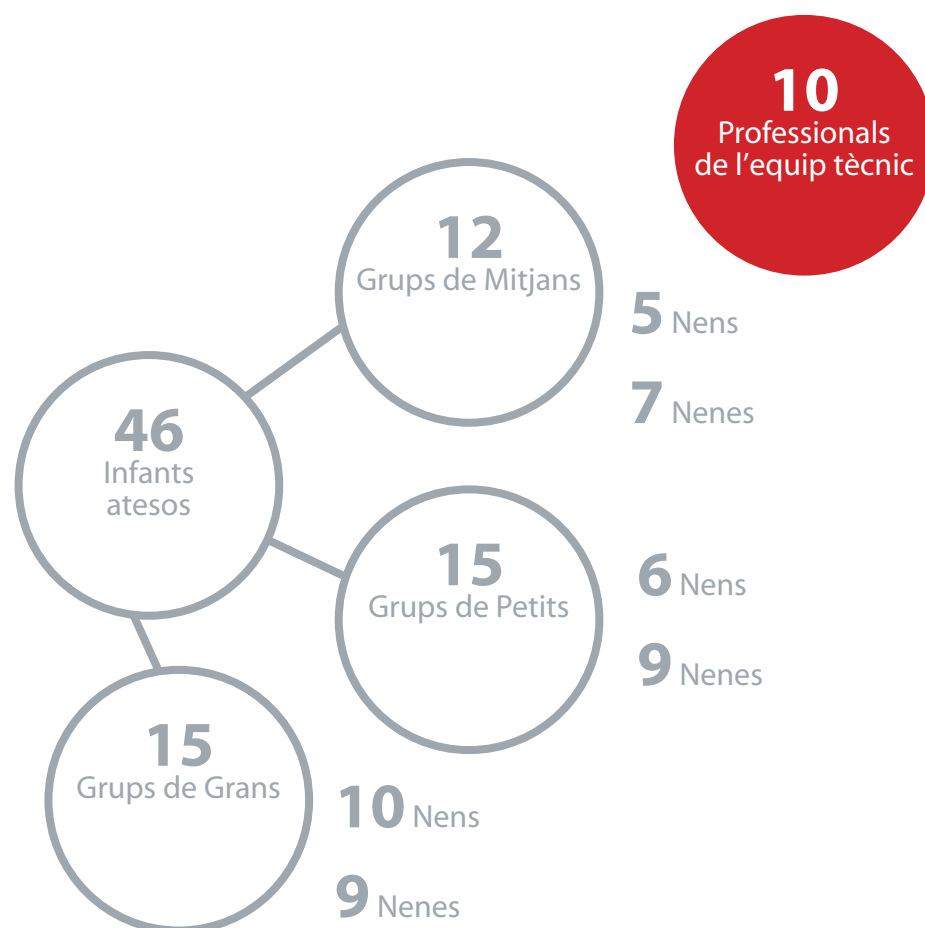 10
Professionals
de l'equip tècnic
12
Grups de Mitjans
5 Nens
7 Nenes
46
Infants
atesos
15
Grups de Petits
6 Nens
9 Nenes
15
Grups de Grans
10 Nens
9 Nenes